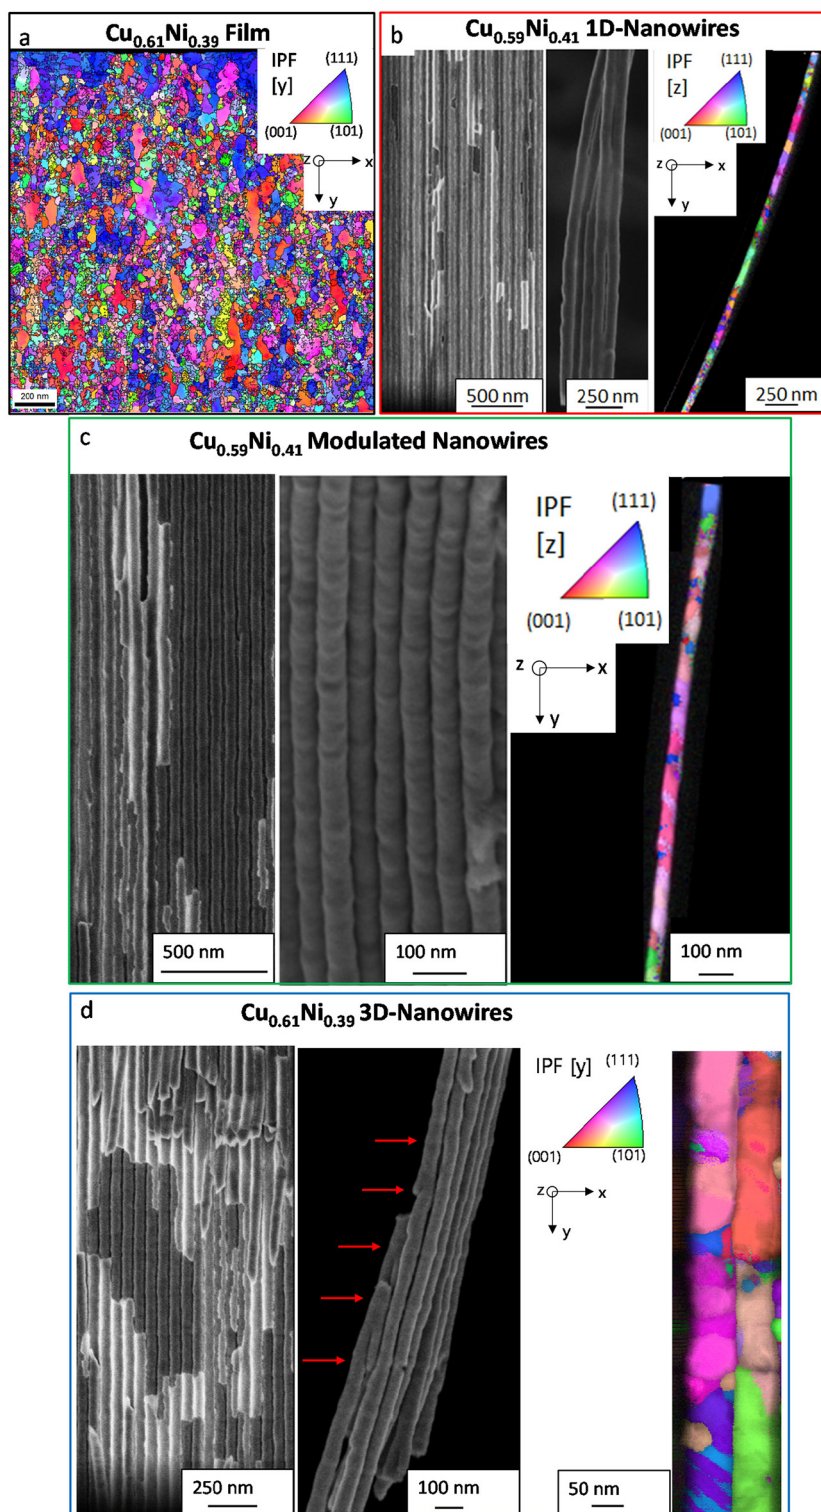 a
Cu0.61Ni0.39 Film
IPF
[y]
(111)
(001)
(101)
z
x
y
200 nm
b
Cu0.59Ni0.41 1D-Nanowires
IPF
[z]
(111)
(001)
(101)
z
x
y
500 nm
250 nm
250 nm
c
Cu0.59Ni0.41 Modulated Nanowires
IPF
[z]
(111)
(001)
(101)
z
x
y
500 nm
100 nm
100 nm
d
Cu0.61Ni0.39 3D-Nanowires
IPF [y]
(111)
(001)
(101)
z
x
y
250 nm
100 nm
50 nm